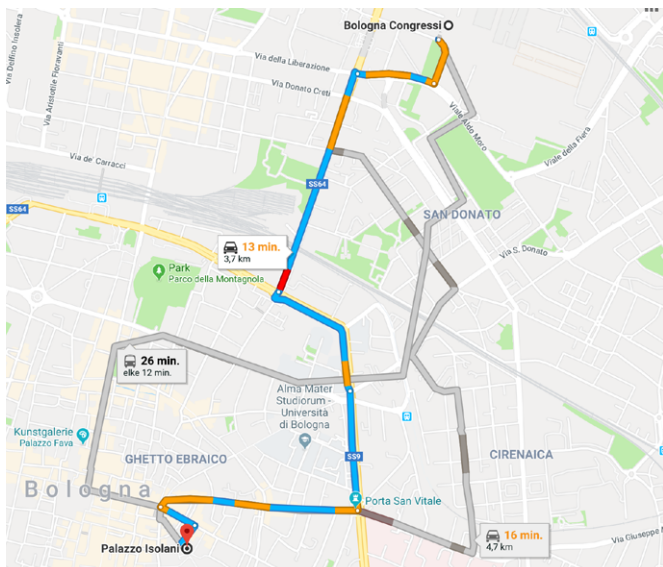 Bologna Congressi
Via Delfino Insolera
Via Aristotile Fioravanti
Via della Liberazione
Via Donato Creti
Viale Aldo Moro
Viale della Fiera
Via de' Carracci
SS64
SS64
SAN DONATO
13 min.
3,7 km
Via S. Donato
Park
Parco della Montagnola
26 min.
elke 12 min.
Alma Mater
Studiorum -
Università
di Bologna
Kunstgalerie
Palazzo Fava
GHETTO EBRAICO
SS9
CIRENAICA
Bologna
Porta San Vitale
16 min.
4,7 km
Via Giuseppe
Palazzo Isolani